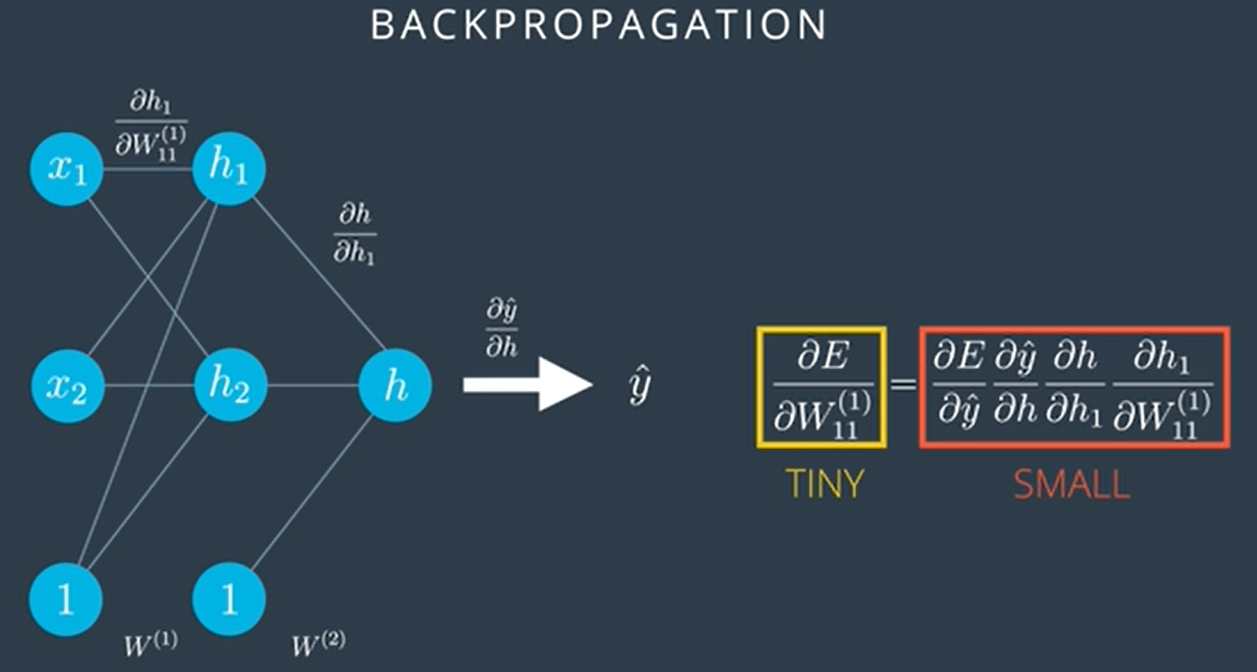 BACKPROPAGATION
∂h₁
∂W₁₁⁽¹⁾
x₁
h₁
∂h
∂h₁
∂ŷ
∂h
x₂
h₂
h
ŷ
∂E/∂W₁₁⁽¹⁾ = ∂E/∂ŷ ∂ŷ/∂h ∂h/∂h₁ ∂h₁/∂W₁₁⁽¹⁾
TINY
SMALL
1
1
W⁽¹⁾
W⁽²⁾